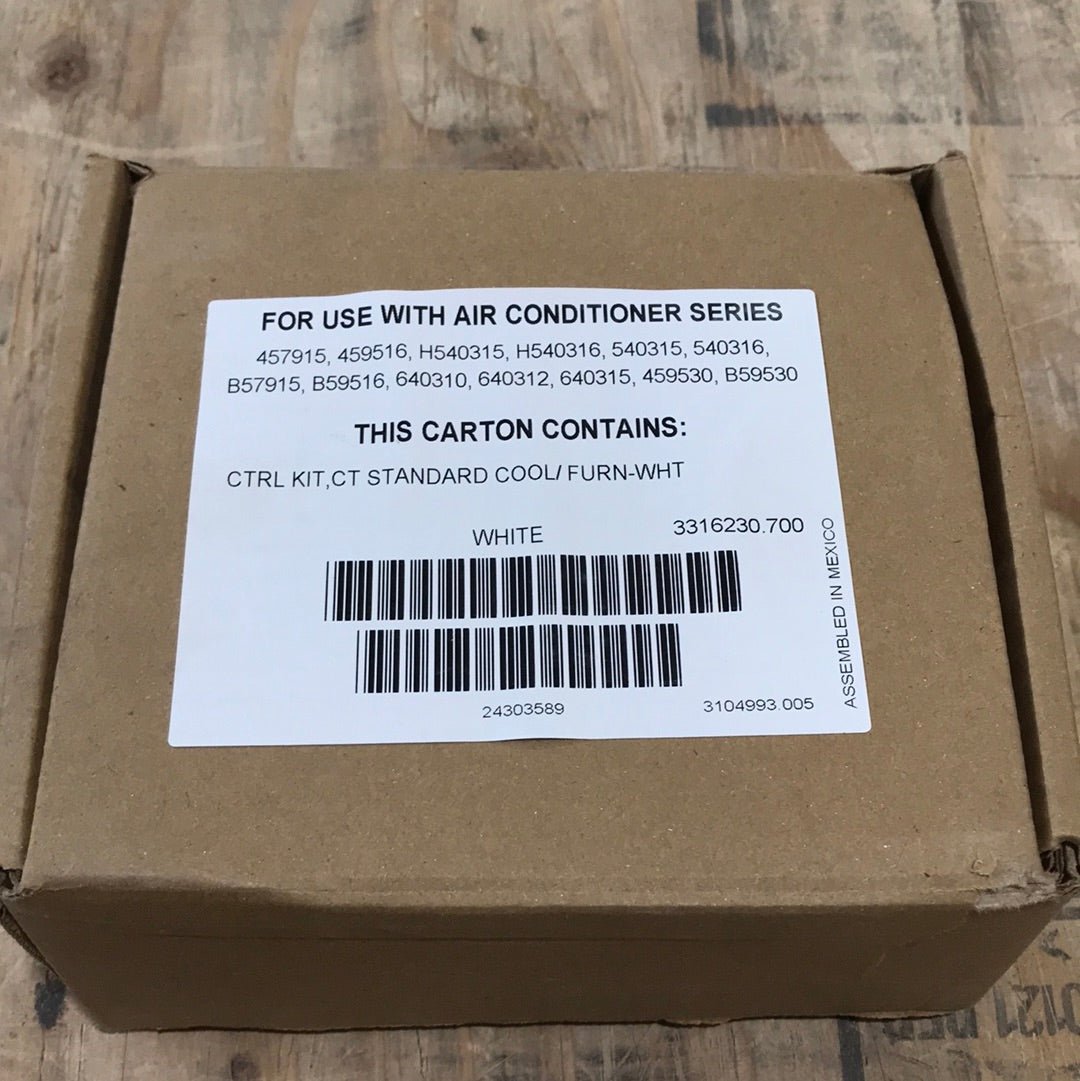 FOR USE WITH AIR CONDITIONER SERIES
457915, 459516, H540315, H540316, 540315, 540316,
B57915, B59516, 640310, 640312, 640315, 459530, B59530
THIS CARTON CONTAINS:
CTRL KIT,CT STANDARD COOL/ FURN-WHT
WHITE
3316230.700
24303589
3104993.005
ASSEMBLED IN MEXICO